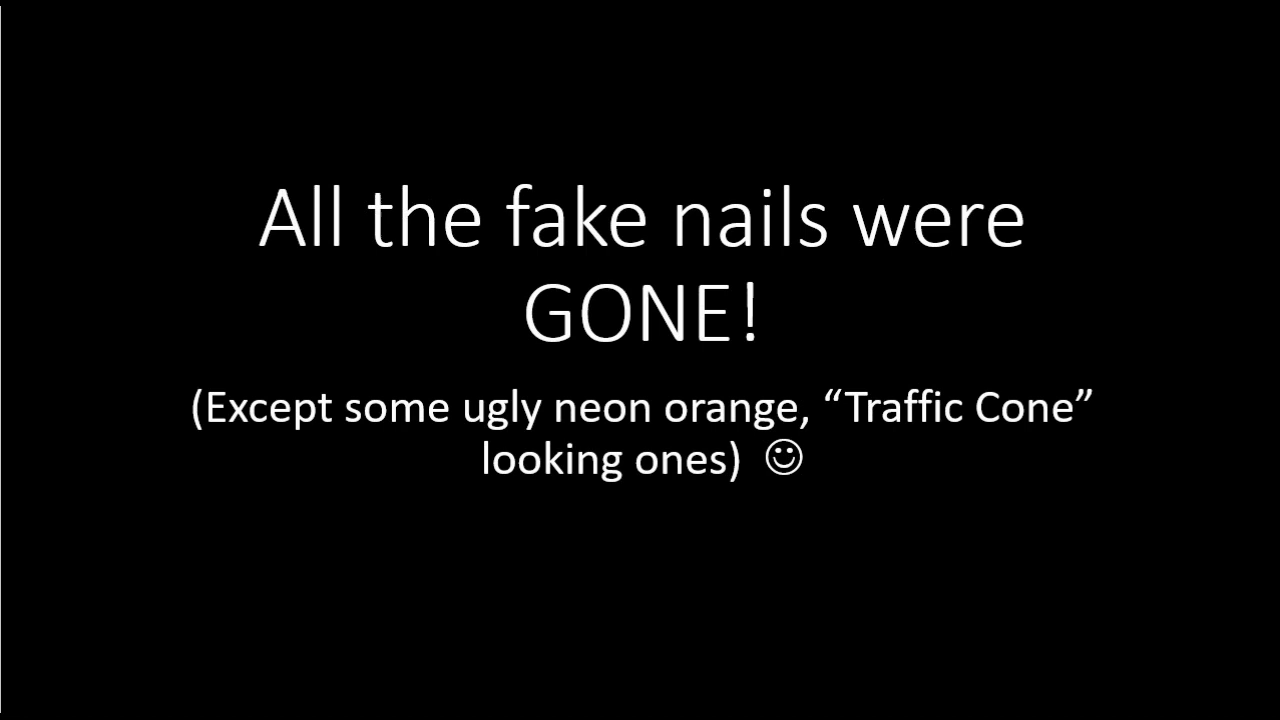 All the fake nails were
GONE!
(Except some ugly neon orange, “Traffic Cone”
looking ones) ☺